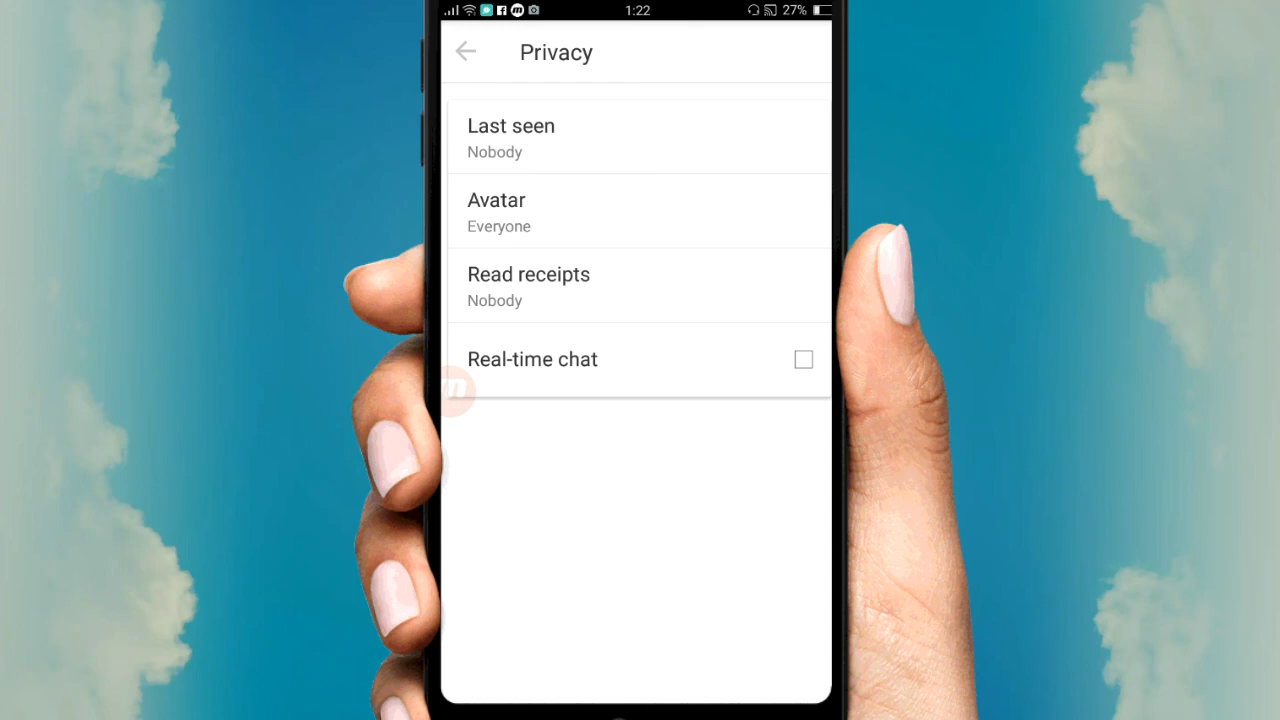 1:22
27%
Privacy
Last seen
Nobody
Avatar
Everyone
Read receipts
Nobody
Real-time chat